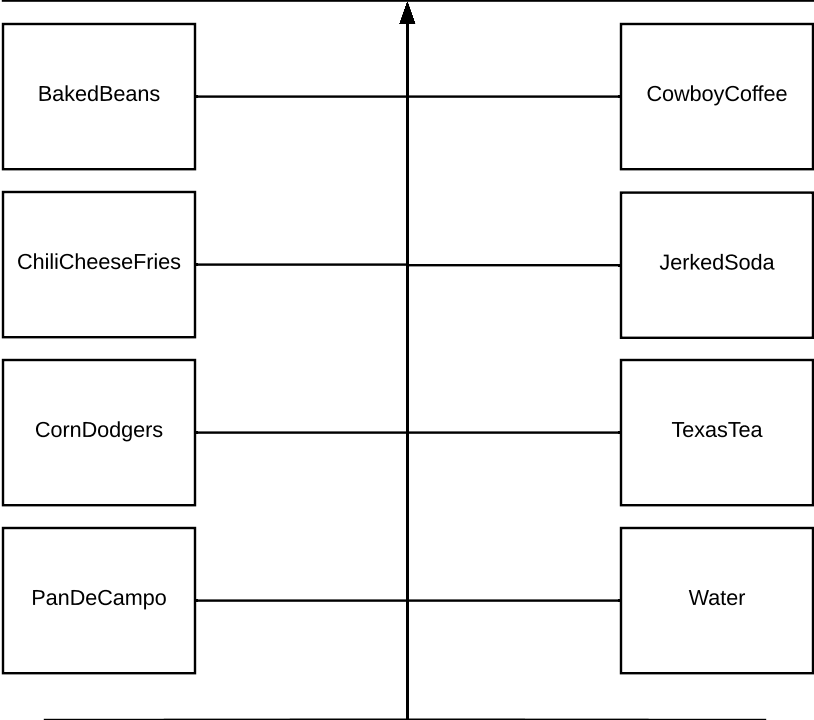 BakedBeans
CowboyCoffee
ChiliCheeseFries
JerkedSoda
CornDodgers
TexasTea
PanDeCampo
Water